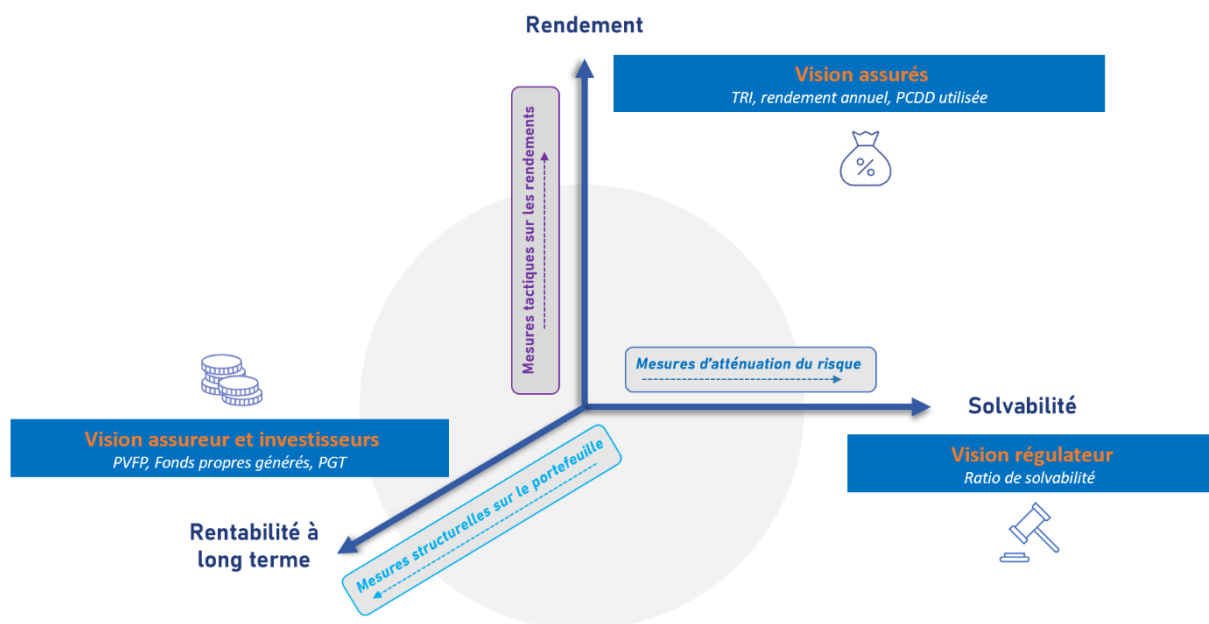 Rendement
Vision assurés
TRI, rendement annuel, PCDD utilisée
%
Mesures tactiques sur les rendements
Mesures d'atténuation du risque
Solvabilité
Vision assureur et investisseurs
PVFP, Fonds propres générés, PGT
Vision régulateur
Ratio de solvabilité
Mesures structurelles sur le portefeuille
Rentabilité à
long terme